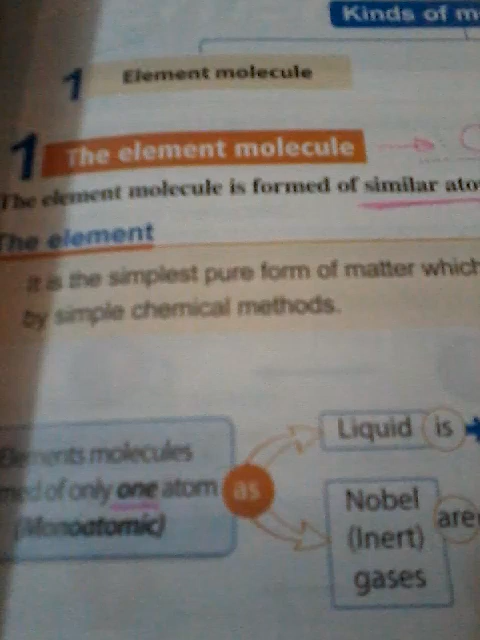 Kinds of m
1 Element molecule
1 The element molecule
The element molecule is formed of similar ato
The element
It is the simplest pure form of matter which
by simple chemical methods.
Elements molecules
med of only one atom
(Monoatomic)
as
Liquid is
Nobel
(Inert)
gases
are